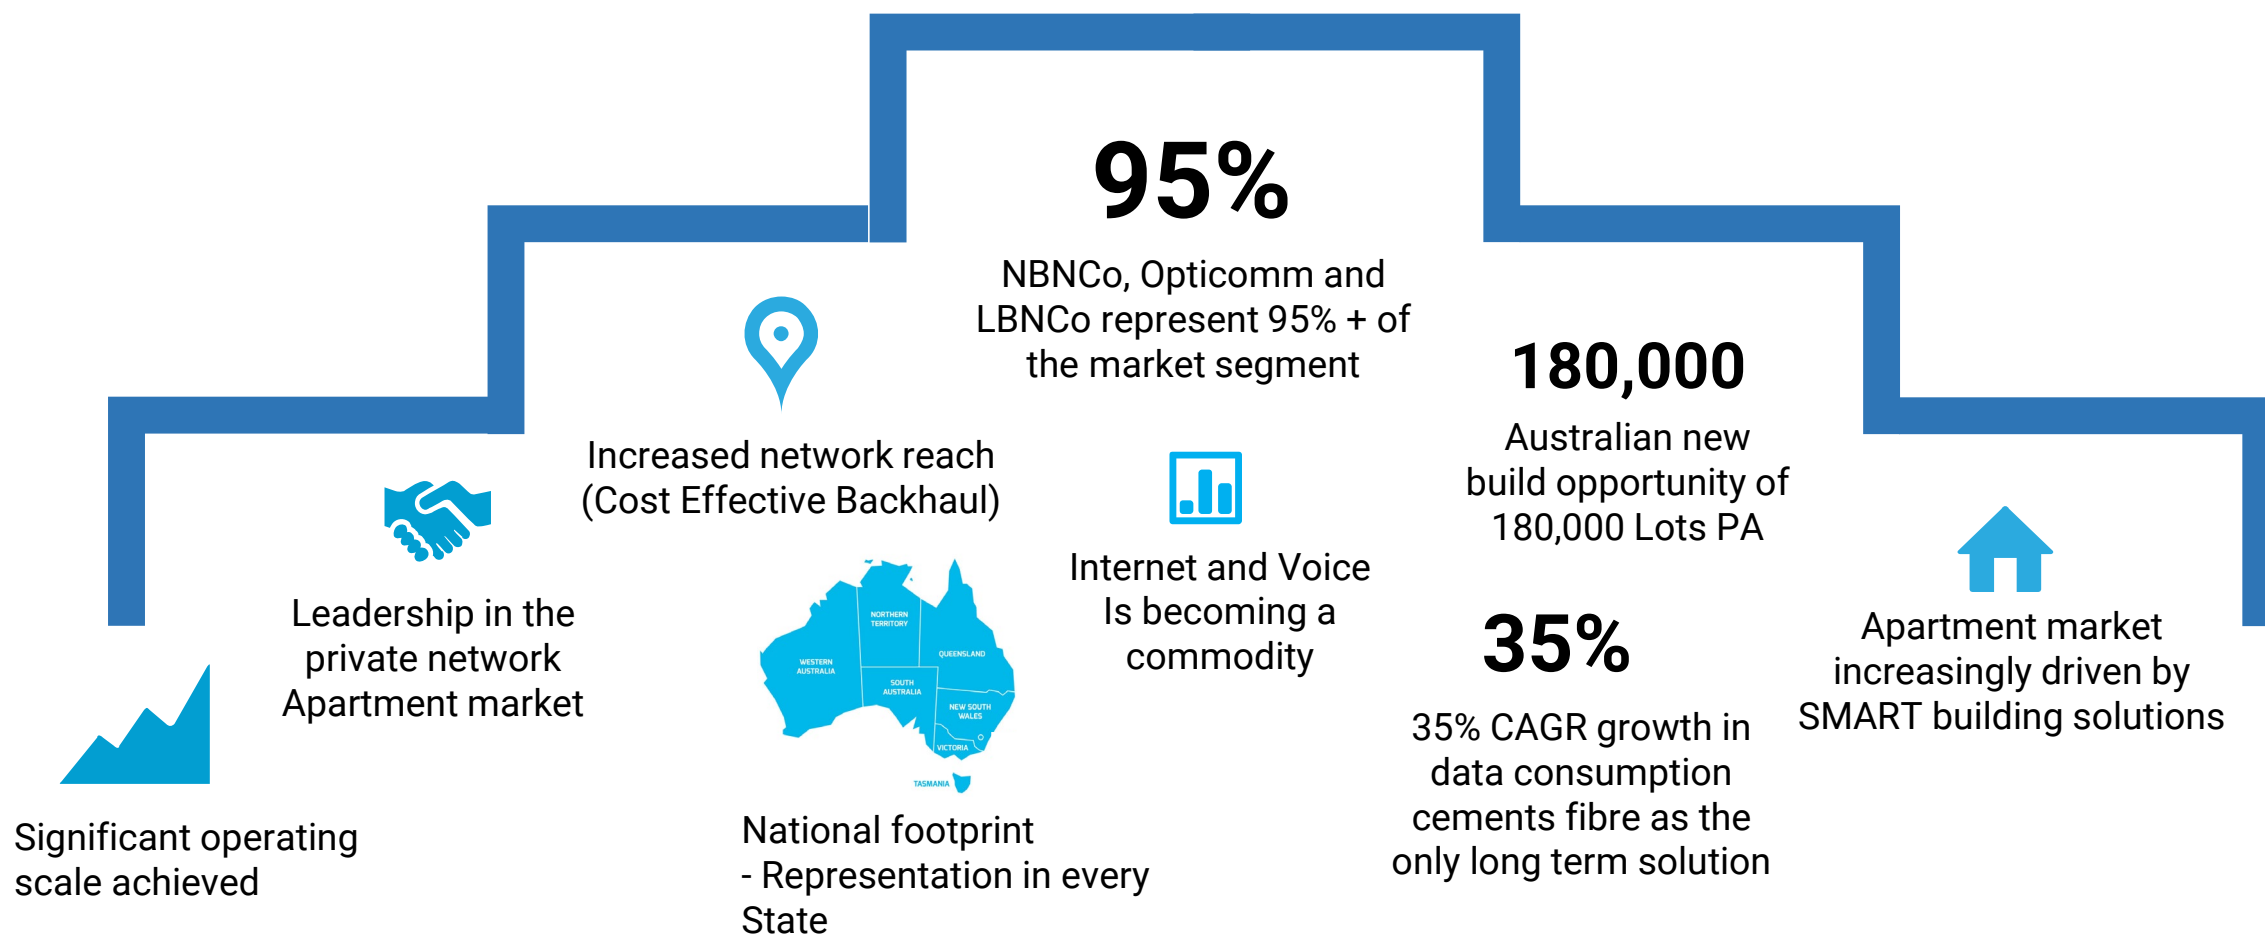 95%
NBNCo, Opticomm and
LBNCo represent 95% + of
the market segment
180,000
Australian new
build opportunity of
180,000 Lots PA
Increased network reach
(Cost Effective Backhaul)
Internet and Voice
Is becoming a
commodity
Leadership in the
private network
Apartment market
NORTHERN
TERRITORY
WESTERN
AUSTRALIA
QUEENSLAND
SOUTH
AUSTRALIA
NEW SOUTH
WALES
VICTORIA
TASMANIA
35%
35% CAGR growth in
data consumption
cements fibre as the
only long term solution
Apartment market
increasingly driven by
SMART building solutions
Significant operating
scale achieved
National footprint
- Representation in every
State